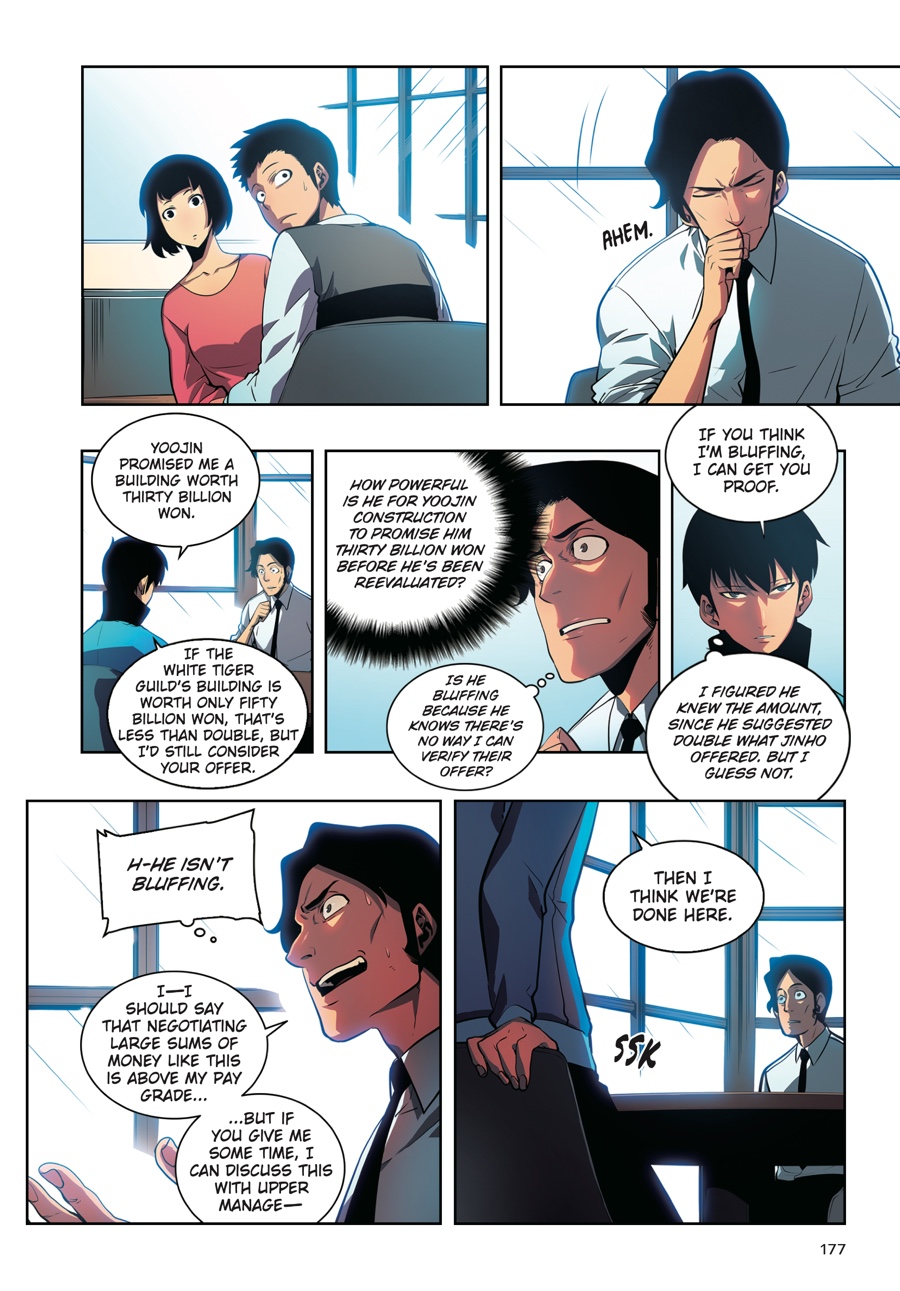 AHEM.
YOOJIN
PROMISED ME A
BUILDING WORTH
THIRTY BILLION
WON.
IF THE
WHITE TIGER
GUILD'S BUILDING IS
WORTH ONLY FIFTY
BILLION WON, THAT'S
LESS THAN DOUBLE, BUT
I'D STILL CONSIDER
YOUR OFFER.
HOW POWERFUL
IS HE FOR YOOJIN
CONSTRUCTION
TO PROMISE HIM
THIRTY BILLION WON
BEFORE HE'S BEEN
REEVALUATED?
IS HE
BLUFFING
BECAUSE HE
KNOWS THERE'S
NO WAY I CAN
VERIFY THEIR
OFFER?
IF YOU THINK
I'M BLUFFING,
I CAN GET YOU
PROOF.
I FIGURED HE
KNEW THE AMOUNT,
SINCE HE SUGGESTED
DOUBLE WHAT JINHO
OFFERED. BUT I
GUESS NOT.
H-HE ISN'T
BLUFFING.
I—I
SHOULD SAY
THAT NEGOTIATING
LARGE SUMS OF
MONEY LIKE THIS
IS ABOVE MY PAY
GRADE...
...BUT IF
YOU GIVE ME
SOME TIME, I
CAN DISCUSS THIS
WITH UPPER
MANAGE—
THEN I
THINK WE'RE
DONE HERE.
SSK
177